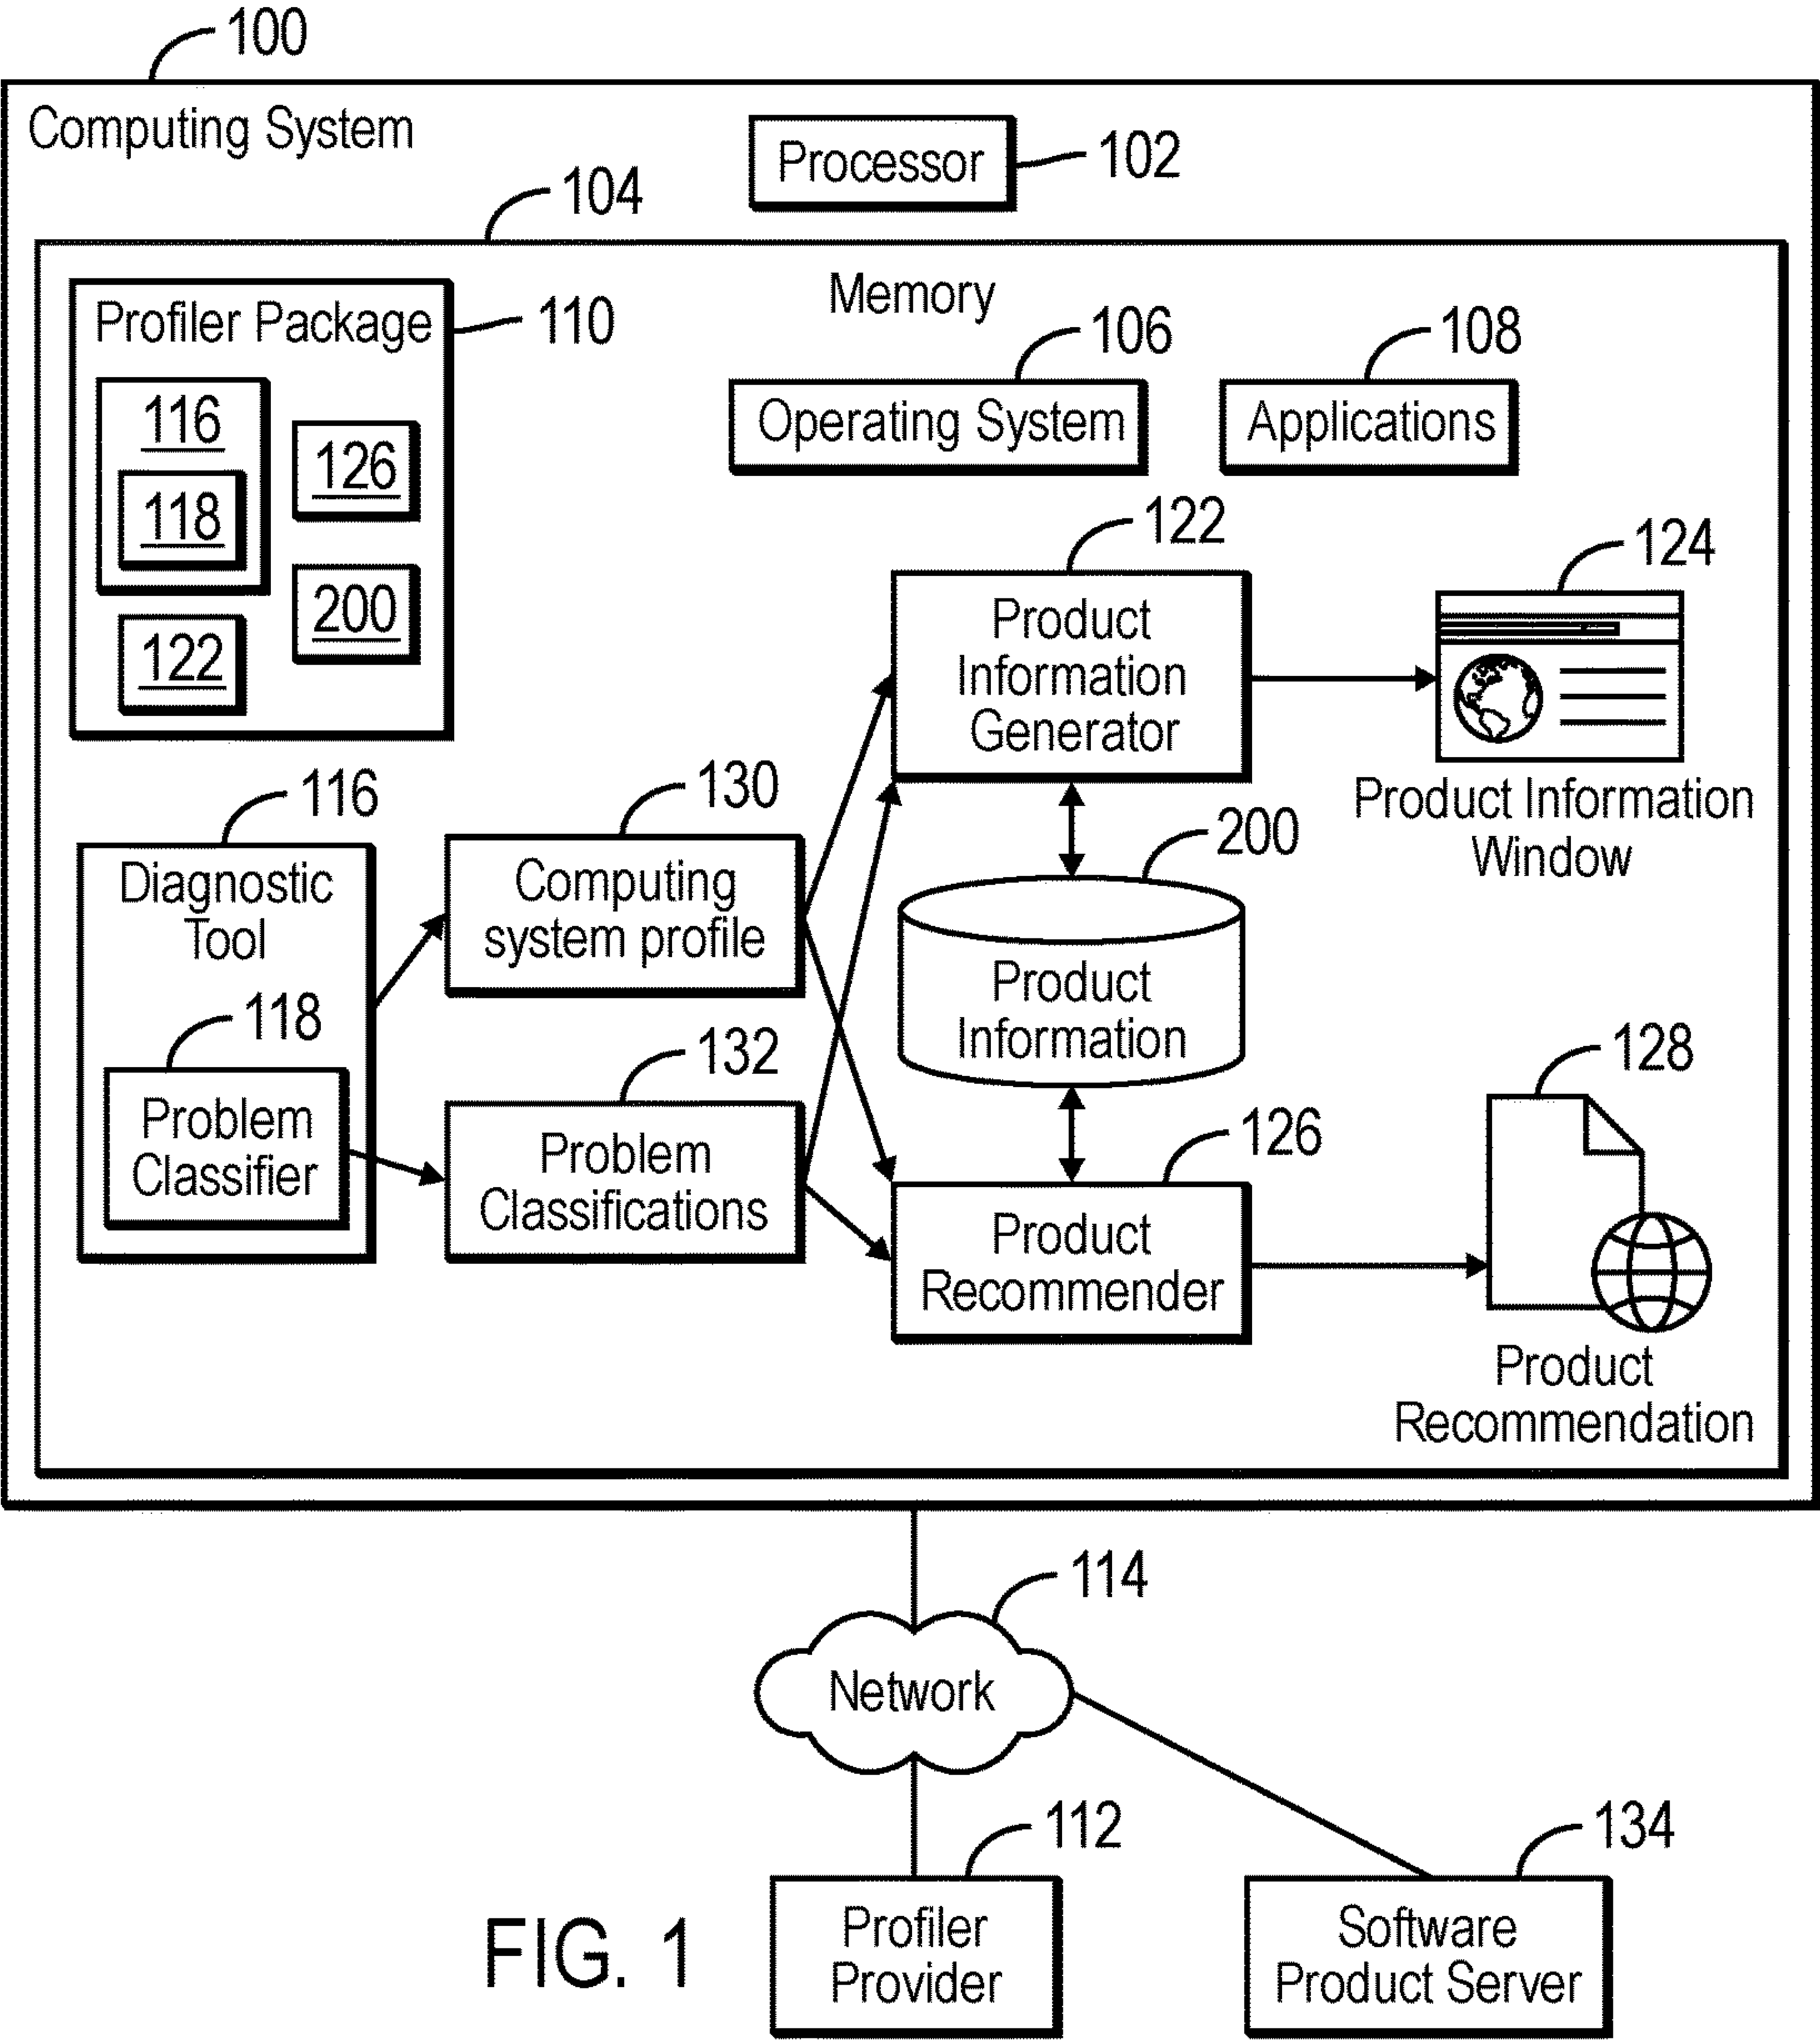 100
Computing System
Processor
102
104
Memory
Profiler Package
110
116
118
126
200
122
106
Operating System
108
Applications
122
Product
Information
Generator
124
Product Information
Window
116
Diagnostic
Tool
118
Problem
Classifier
130
Computing
system profile
132
Problem
Classifications
200
Product
Information
126
Product
Recommender
128
Product
Recommendation
114
Network
112
Profiler
Provider
134
Software
Product Server
FIG. 1